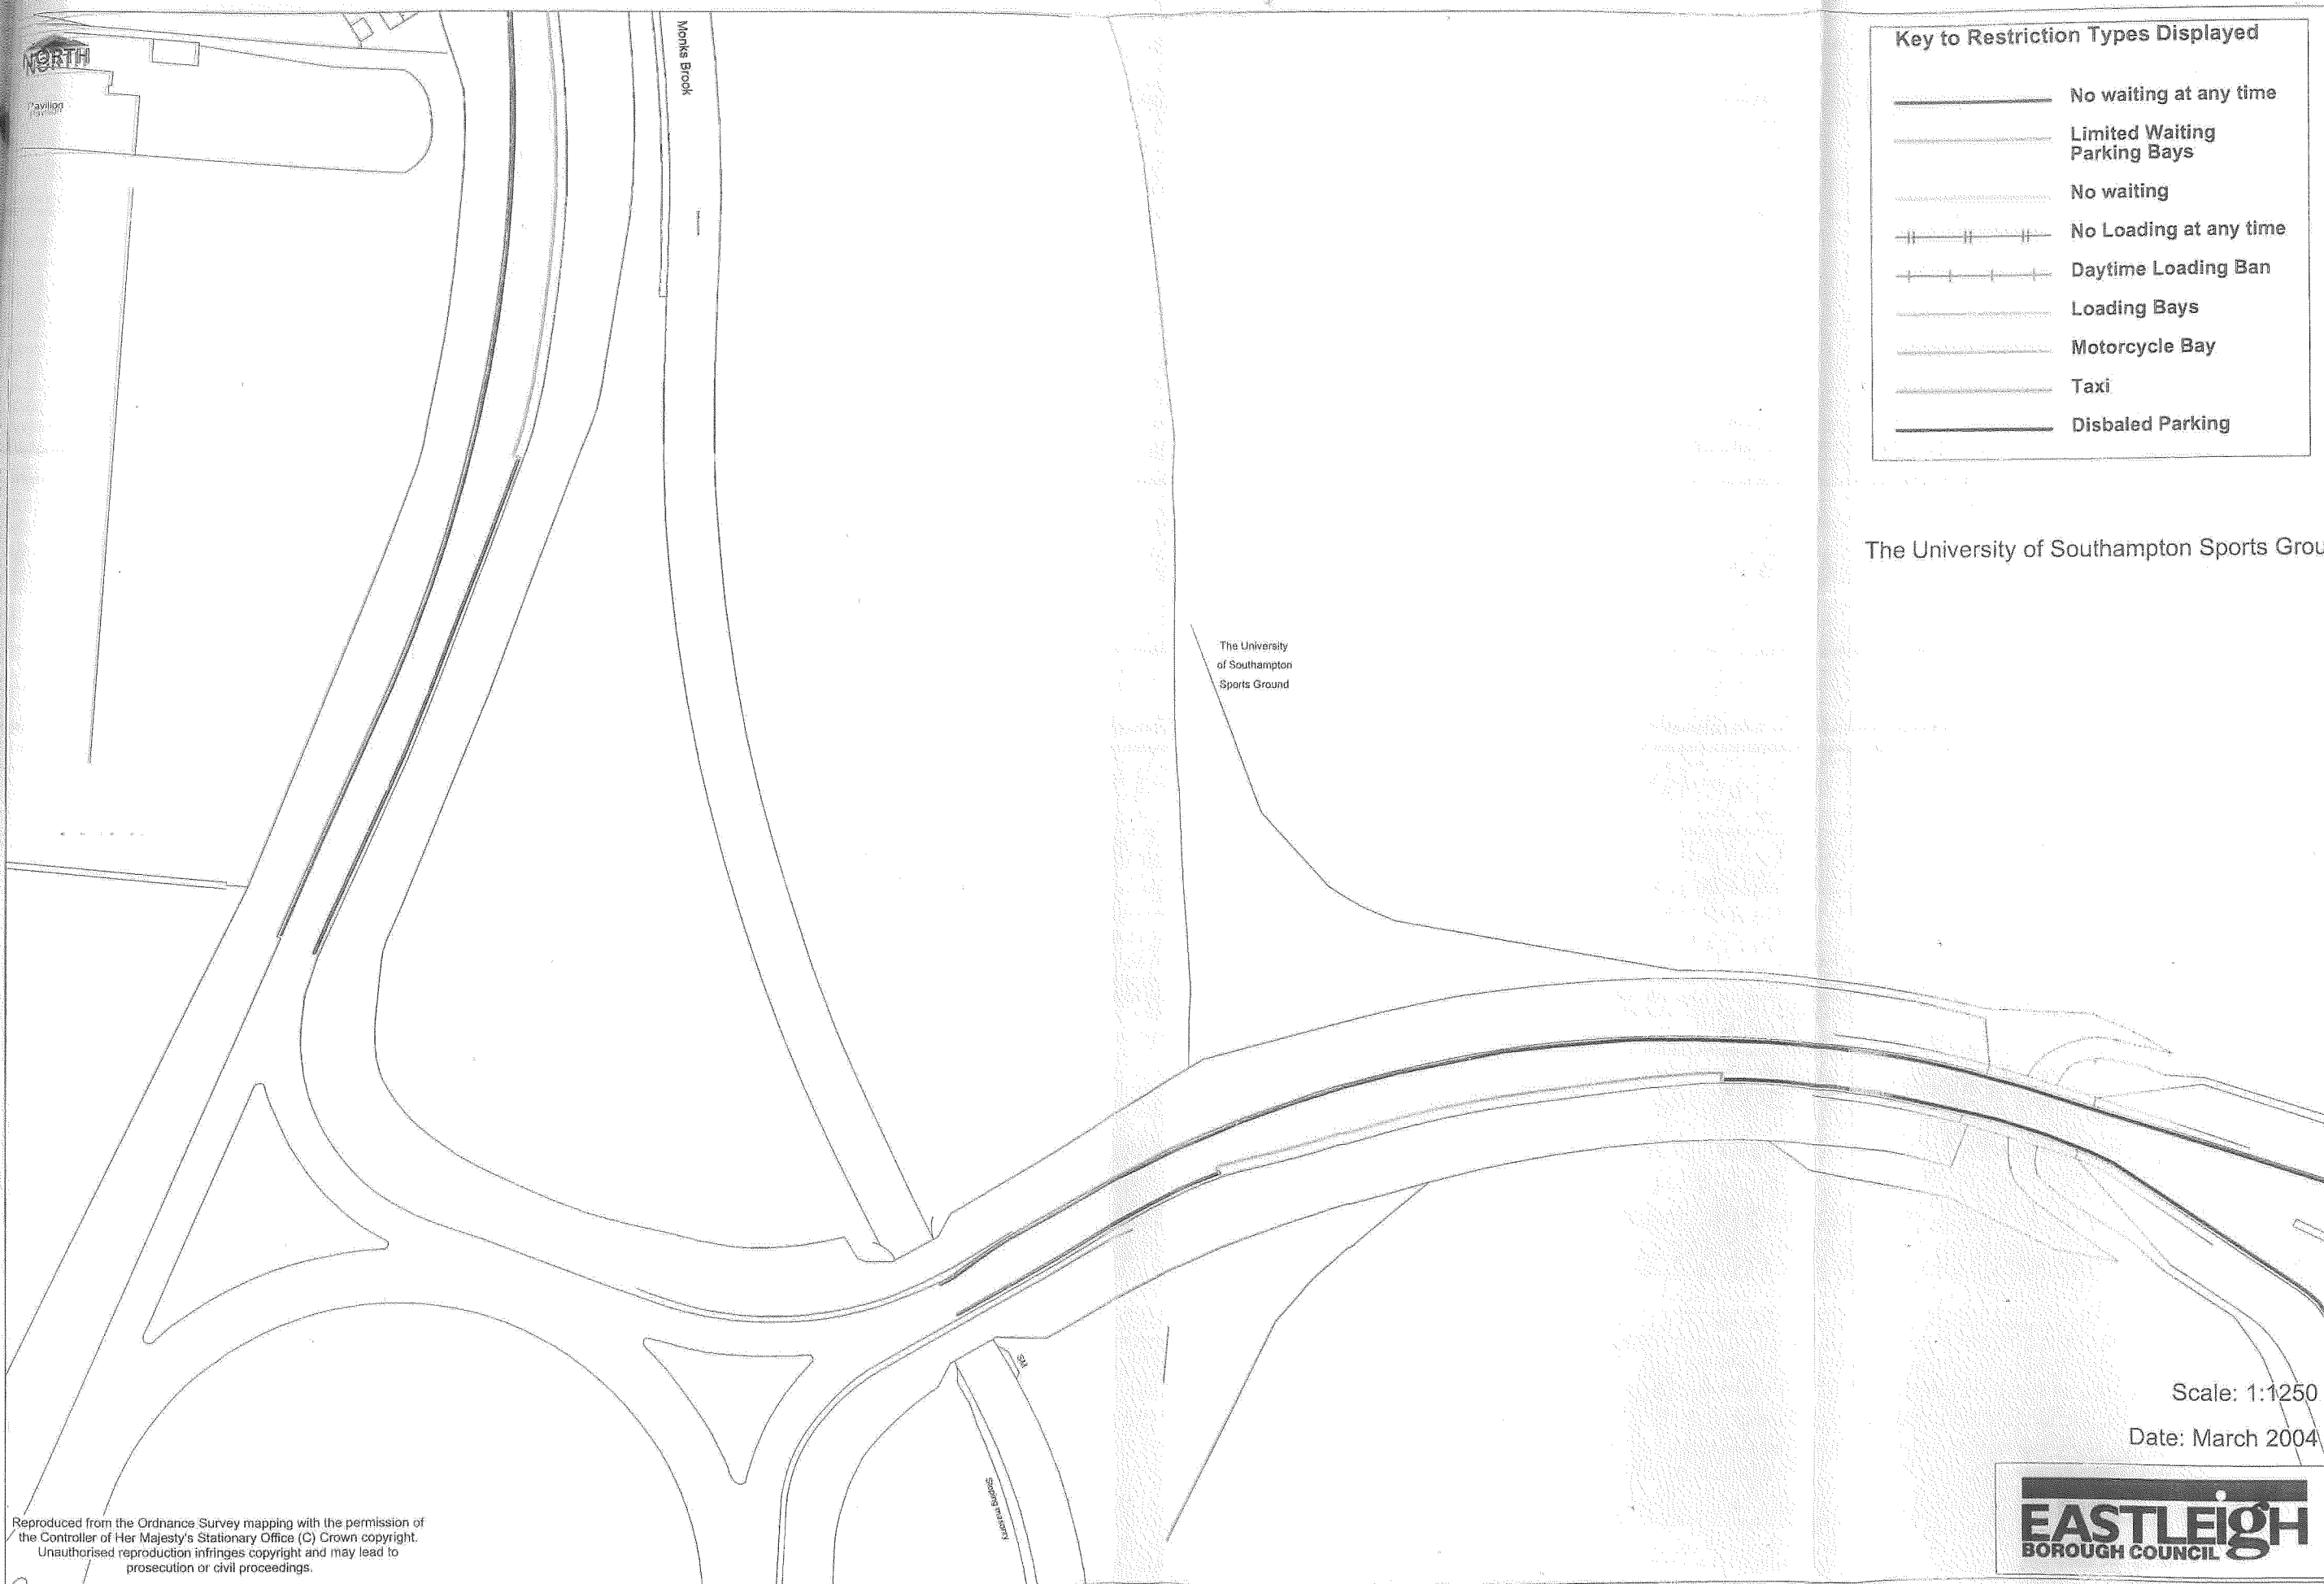 NORTH
Pavilion
Monks Brook
Key to Restriction Types Displayed
No waiting at any time
Limited Waiting
Parking Bays
No waiting
No Loading at any time
Daytime Loading Ban
Loading Bays
Motorcycle Bay
Taxi
Disbaled Parking
The University of Southampton Sports Grou
The University
of Southampton
Sports Ground
SM
Sloping masonry
Scale: 1:1250
Date: March 2004
EASTLEIGH
BOROUGH COUNCIL
Reproduced from the Ordnance Survey mapping with the permission of
the Controller of Her Majesty's Stationary Office (C) Crown copyright.
Unauthorised reproduction infringes copyright and may lead to
prosecution or civil proceedings.